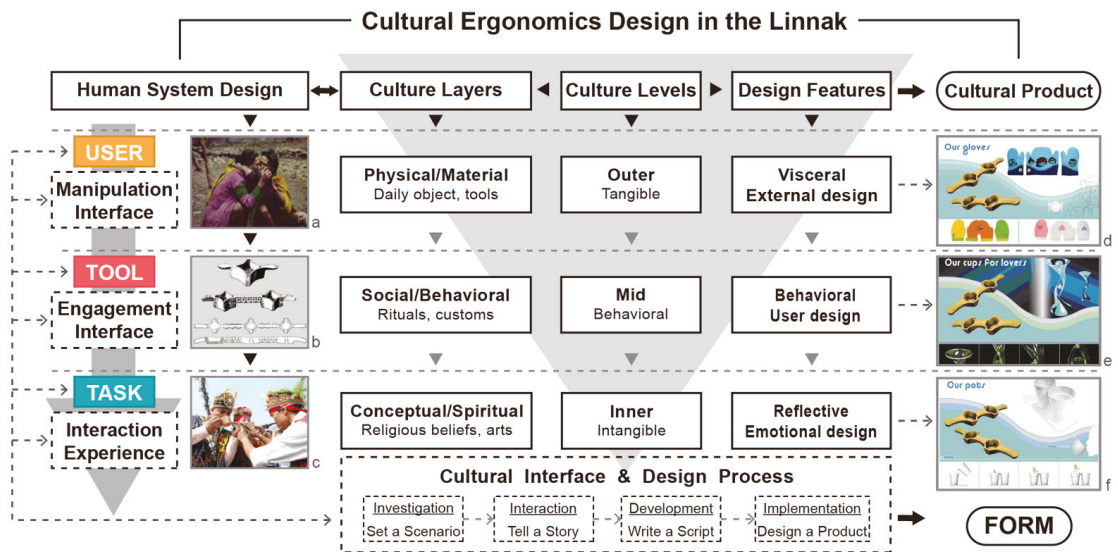 Cultural Ergonomics Design in the Linnak
Human System Design
Culture Layers
Culture Levels
Design Features
Cultural Product
USER
Manipulation
Interface
a
Physical/Material
Daily object, tools
Outer
Tangible
Visceral
External design
Our gloves
d
TOOL
Engagement
Interface
b
Social/Behavioral
Rituals, customs
Mid
Behavioral
Behavioral
User design
Our cups For lovers
e
TASK
Interaction
Experience
c
Conceptual/Spiritual
Religious beliefs, arts
Inner
Intangible
Reflective
Emotional design
Our pots
f
Cultural Interface & Design Process
Investigation
Set a Scenario
Interaction
Tell a Story
Development
Write a Script
Implementation
Design a Product
FORM